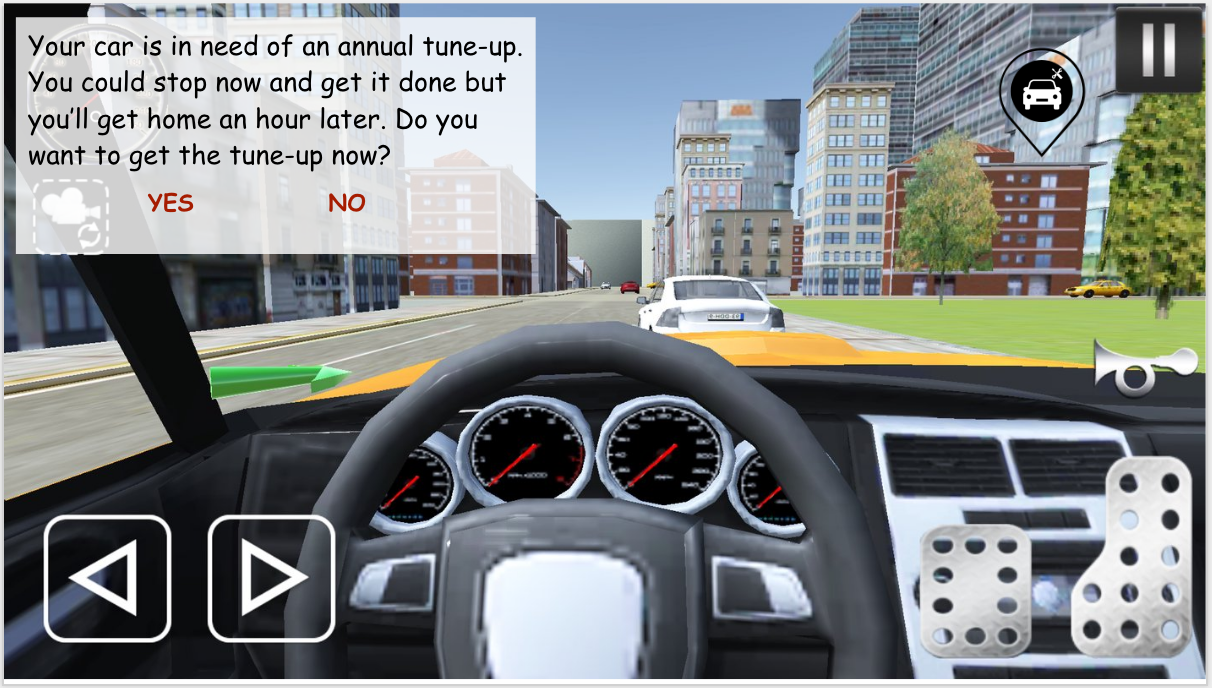 Your car is in need of an annual tune-up.
You could stop now and get it done but
you'll get home an hour later. Do you
want to get the tune-up now?
YES NO